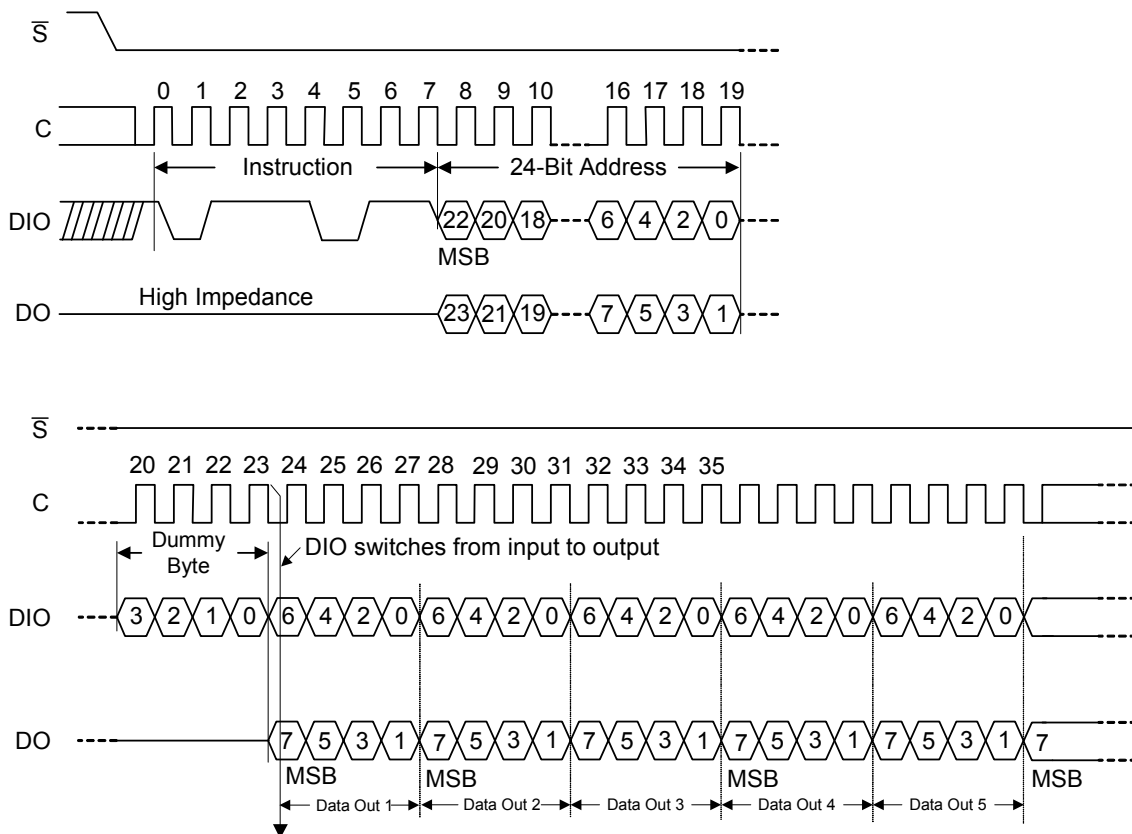 S̅
0 1 2 3 4 5 6 7 8 9 10 16 17 18 19
C
Instruction 24-Bit Address
DIO 22 20 18 6 4 2 0
MSB
High Impedance
DO 23 21 19 7 5 3 1
S̅
20 21 22 23 24 25 26 27 28 29 30 31 32 33 34 35
C
Dummy
Byte
DIO switches from input to output
DIO 3 2 1 0 6 4 2 0 6 4 2 0 6 4 2 0 6 4 2 0 6 4 2 0
DO 7 5 3 1 7 5 3 1 7 5 3 1 7 5 3 1 7 5 3 1 7
MSB MSB MSB MSB
Data Out 1 Data Out 2 Data Out 3 Data Out 4 Data Out 5